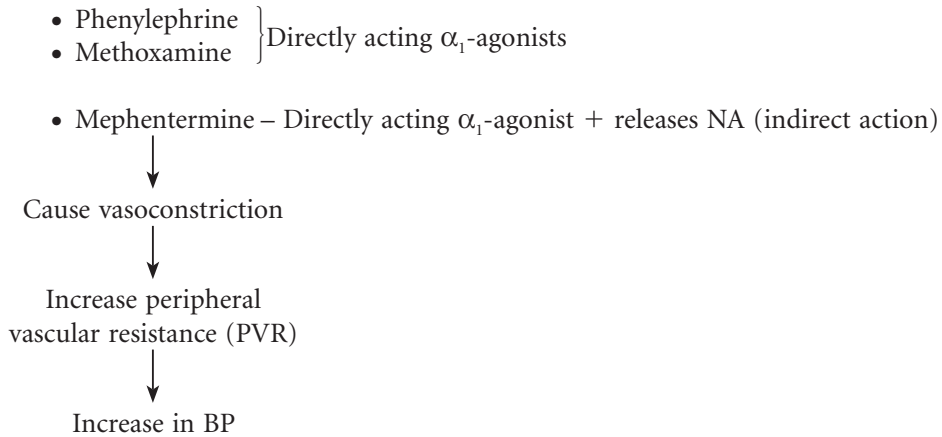 • Phenylephrine
• Methoxamine
Directly acting α₁-agonists
• Mephentermine – Directly acting α₁-agonist + releases NA (indirect action)
Cause vasoconstriction
Increase peripheral
vascular resistance (PVR)
Increase in BP